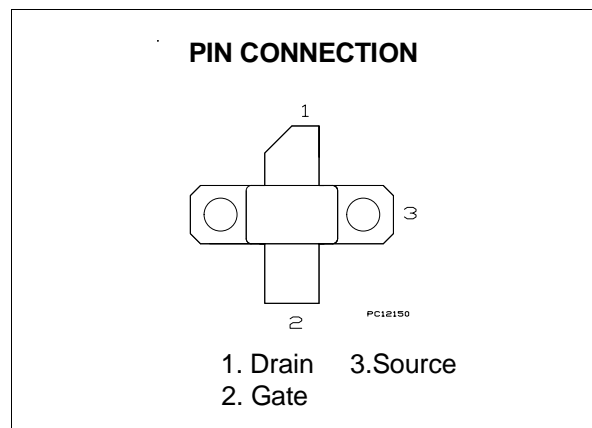 PIN CONNECTION
1
3
PC12150
2
1. Drain 3.Source
2. Gate